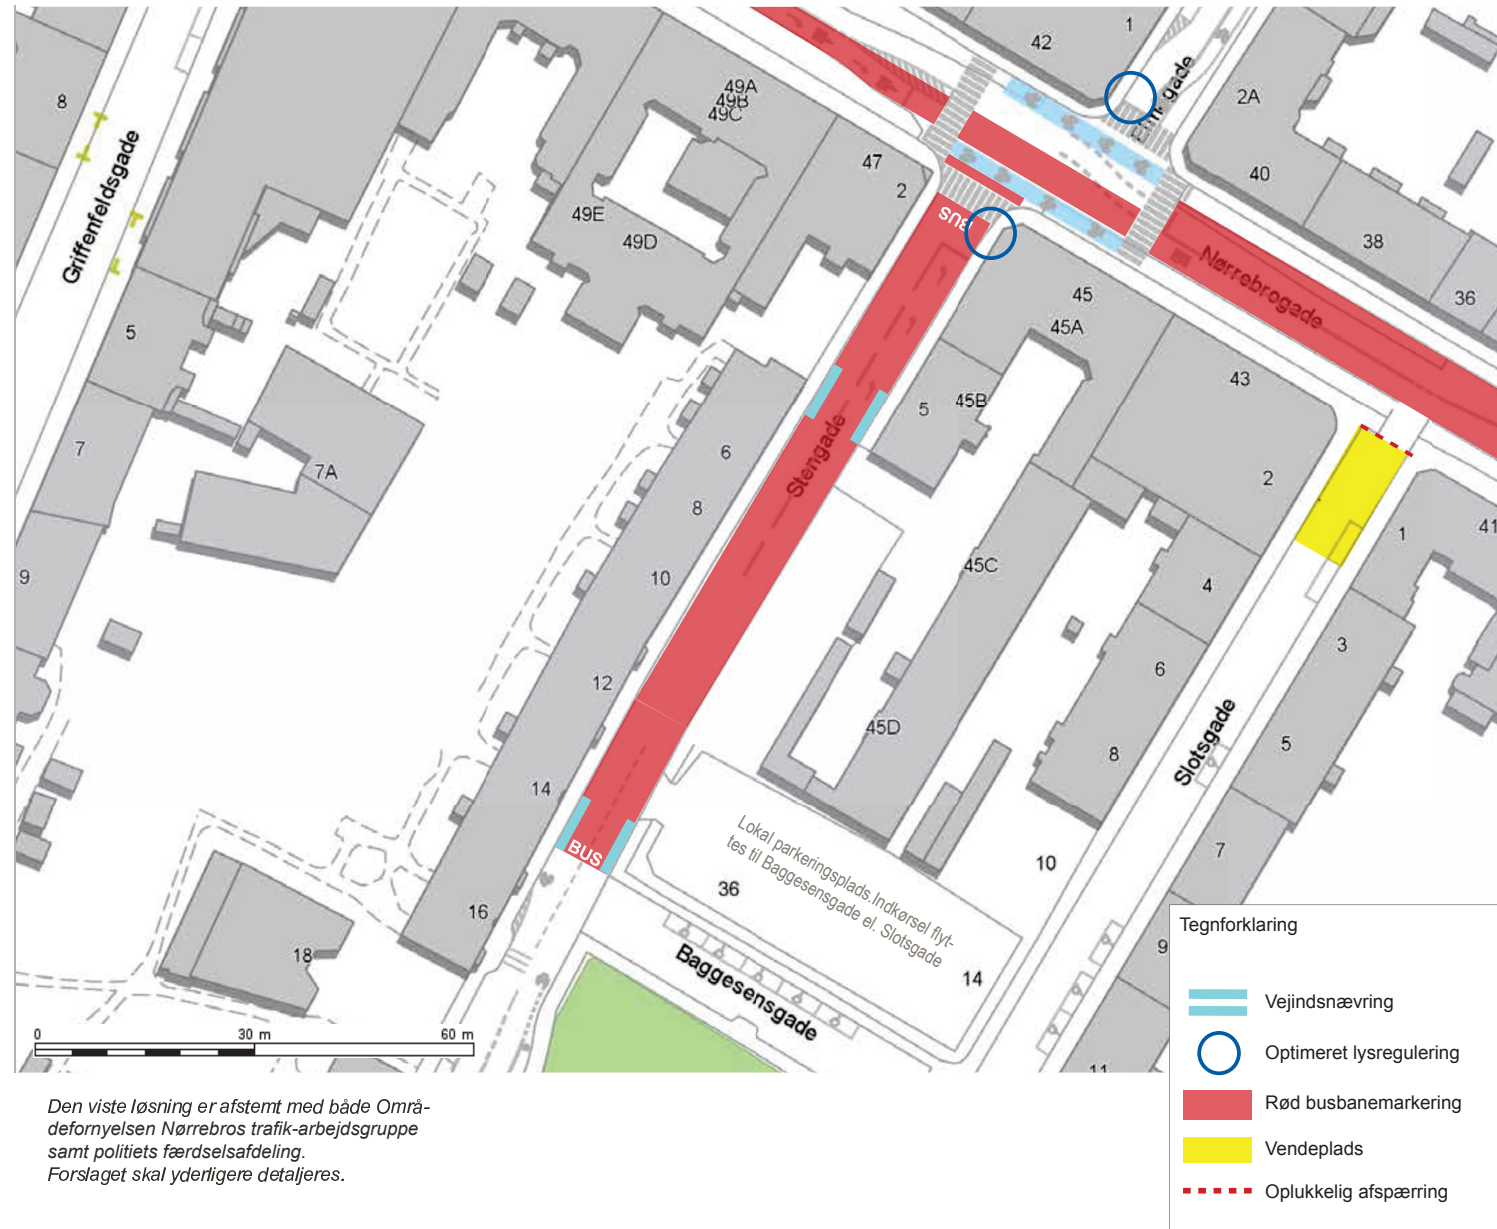 42
1
8
49A
49B
49C
2A
Griffenfeldsgade
47
2
40
49E
49D
BUS
38
Nørrebrogade
36
45
45A
5
43
5
45B
Stengade
7
7A
6
2
8
41
1
9
10
45C
4
3
12
6
45D
5
Slotsgade
8
14
Lokal parkeringsplads.Indkørsel flyt-
tes til Baggesensgade el. Slotsgade
BUS
7
10
36
16
9
18
Baggesensgade
14
0
30 m
60 m
11
Den viste løsning er afstemt med både Områ-
defornyelsen Nørrebros trafik-arbejdsgruppe
samt politiets færdselsafdeling.
Forslaget skal yderligere detaljeres.
Tegnforklaring
Vejindsnævring
Optimeret lysregulering
Rød busbanemarkering
Vendeplads
Oplukkelig afspærring